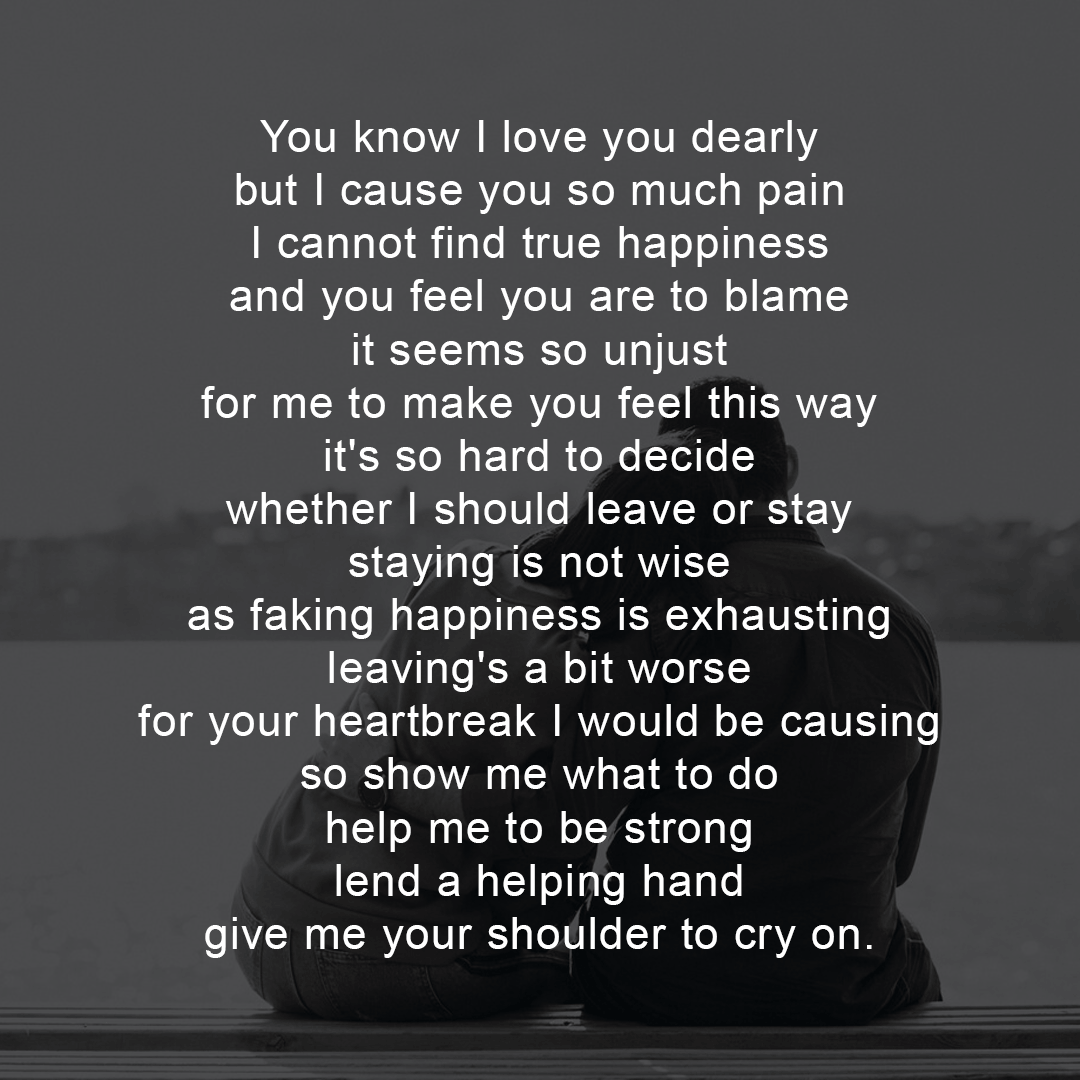 You know I love you dearly
but I cause you so much pain
I cannot find true happiness
and you feel you are to blame
it seems so unjust
for me to make you feel this way
it's so hard to decide
whether I should leave or stay
staying is not wise
as faking happiness is exhausting
leaving's a bit worse
for your heartbreak I would be causing
so show me what to do
help me to be strong
lend a helping hand
give me your shoulder to cry on.